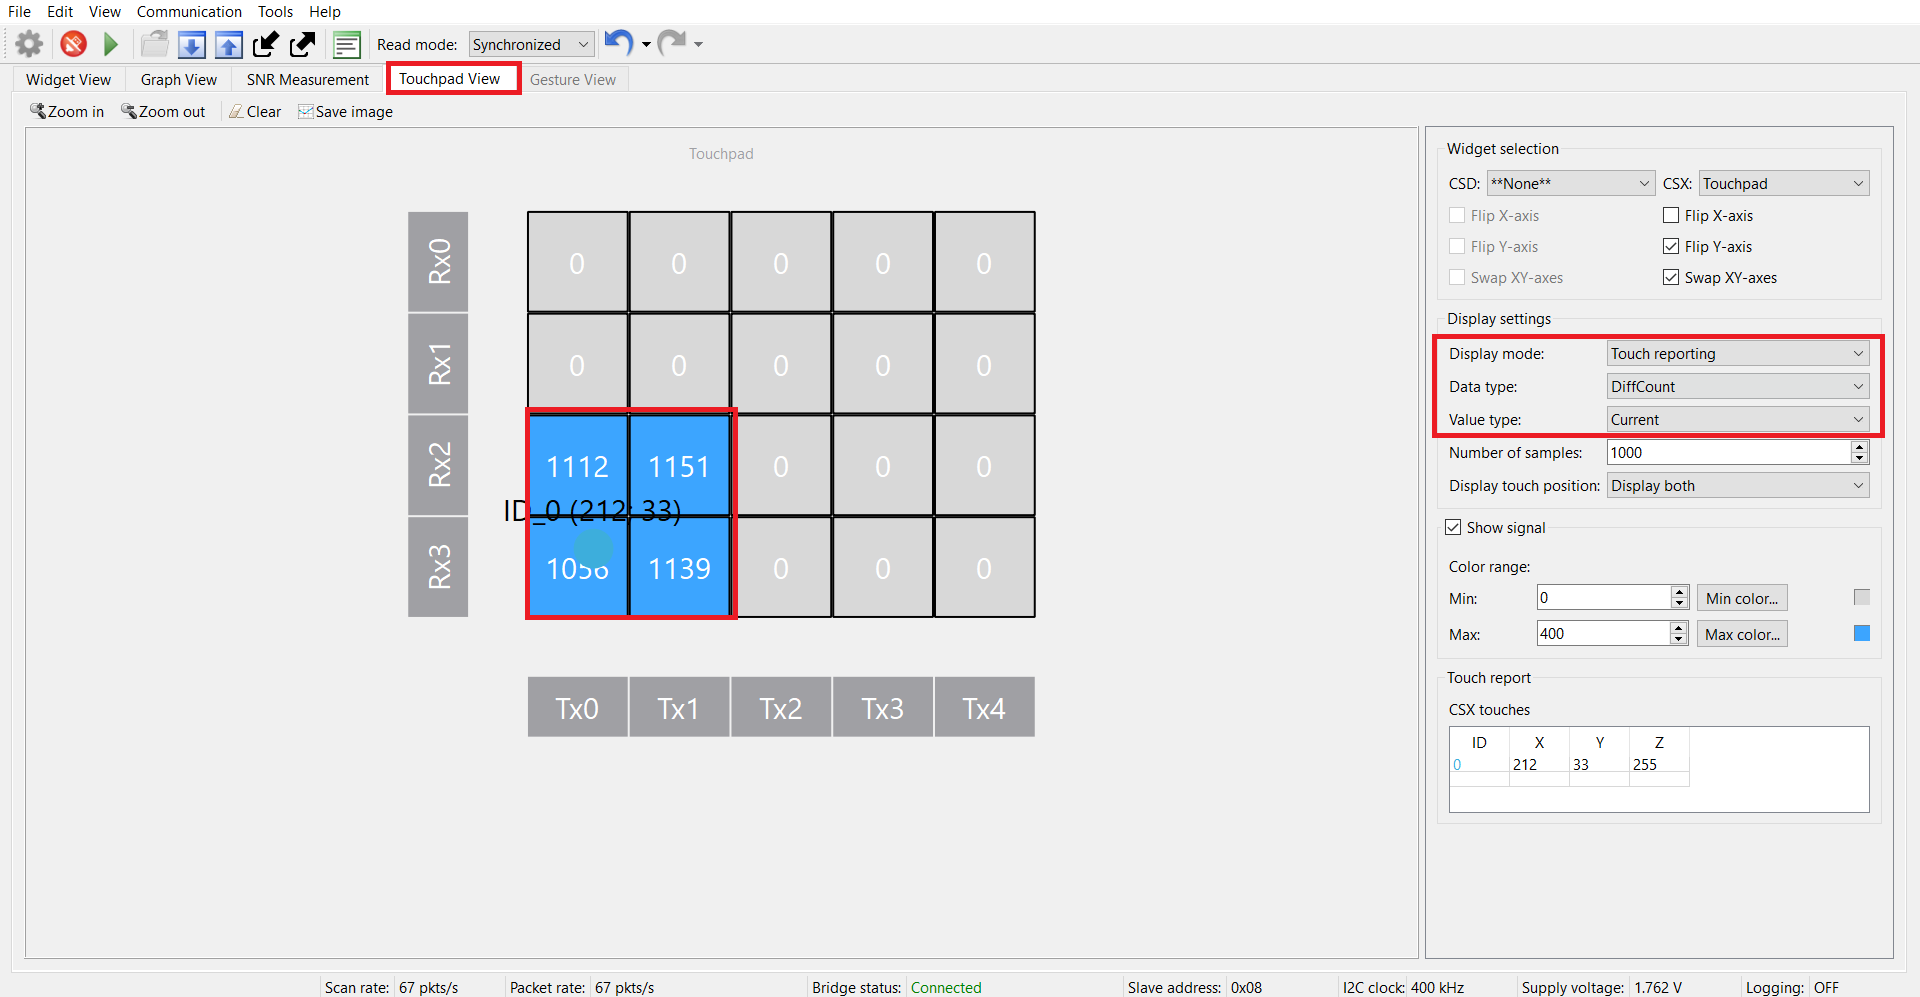 File Edit View Communication Tools Help
Read mode: Synchronized
Widget View Graph View SNR Measurement Touchpad View Gesture View
Zoom in Zoom out Clear Save image
Touchpad
Rx0 0 0 0 0 0
Rx1 0 0 0 0 0
Rx2 1112 1151 0 0 0
ID_0 (212; 33)
Rx3 1056 1139 0 0 0
Tx0 Tx1 Tx2 Tx3 Tx4
Widget selection
CSD: **None** CSX: Touchpad
Flip X-axis Flip X-axis
Flip Y-axis Flip Y-axis
Swap XY-axes Swap XY-axes
Display settings
Display mode: Touch reporting
Data type: DiffCount
Value type: Current
Number of samples: 1000
Display touch position: Display both
Show signal
Color range:
Min: 0 Min color...
Max: 400 Max color...
Touch report
CSX touches
ID X Y Z
0 212 33 255
Scan rate: 67 pkts/s Packet rate: 67 pkts/s Bridge status: Connected Slave address: 0x08 I2C clock: 400 kHz Supply voltage: 1.762 V Logging: OFF